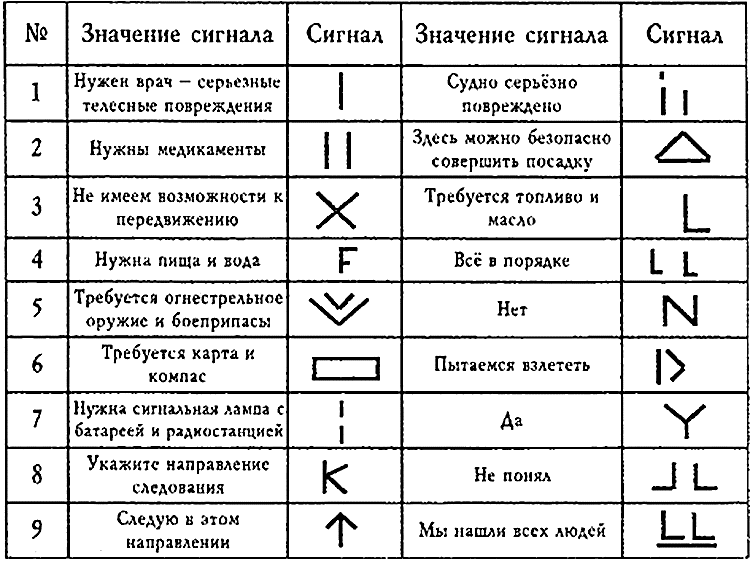 № Значение сигнала Сигнал Значение сигнала Сигнал
1 Нужен врач – серьезные Судно серьёзно
телесные повреждения повреждено
2 Нужны медикаменты Здесь можно безопасно
совершить посадку
3 Не имеем возможности к Требуется топливо и
передвижению масло
4 Нужна пища и вода F Всё в порядке L L
5 Требуется огнестрельное Нет N
оружие и боеприпасы
6 Требуется карта и Пытаемся взлететь
компас
7 Нужна сигнальная лампа с Да Y
батареей и радиостанцией
8 Укажите направление Не понял
следования
9 Следую в этом Мы нашли всех людей
направлении